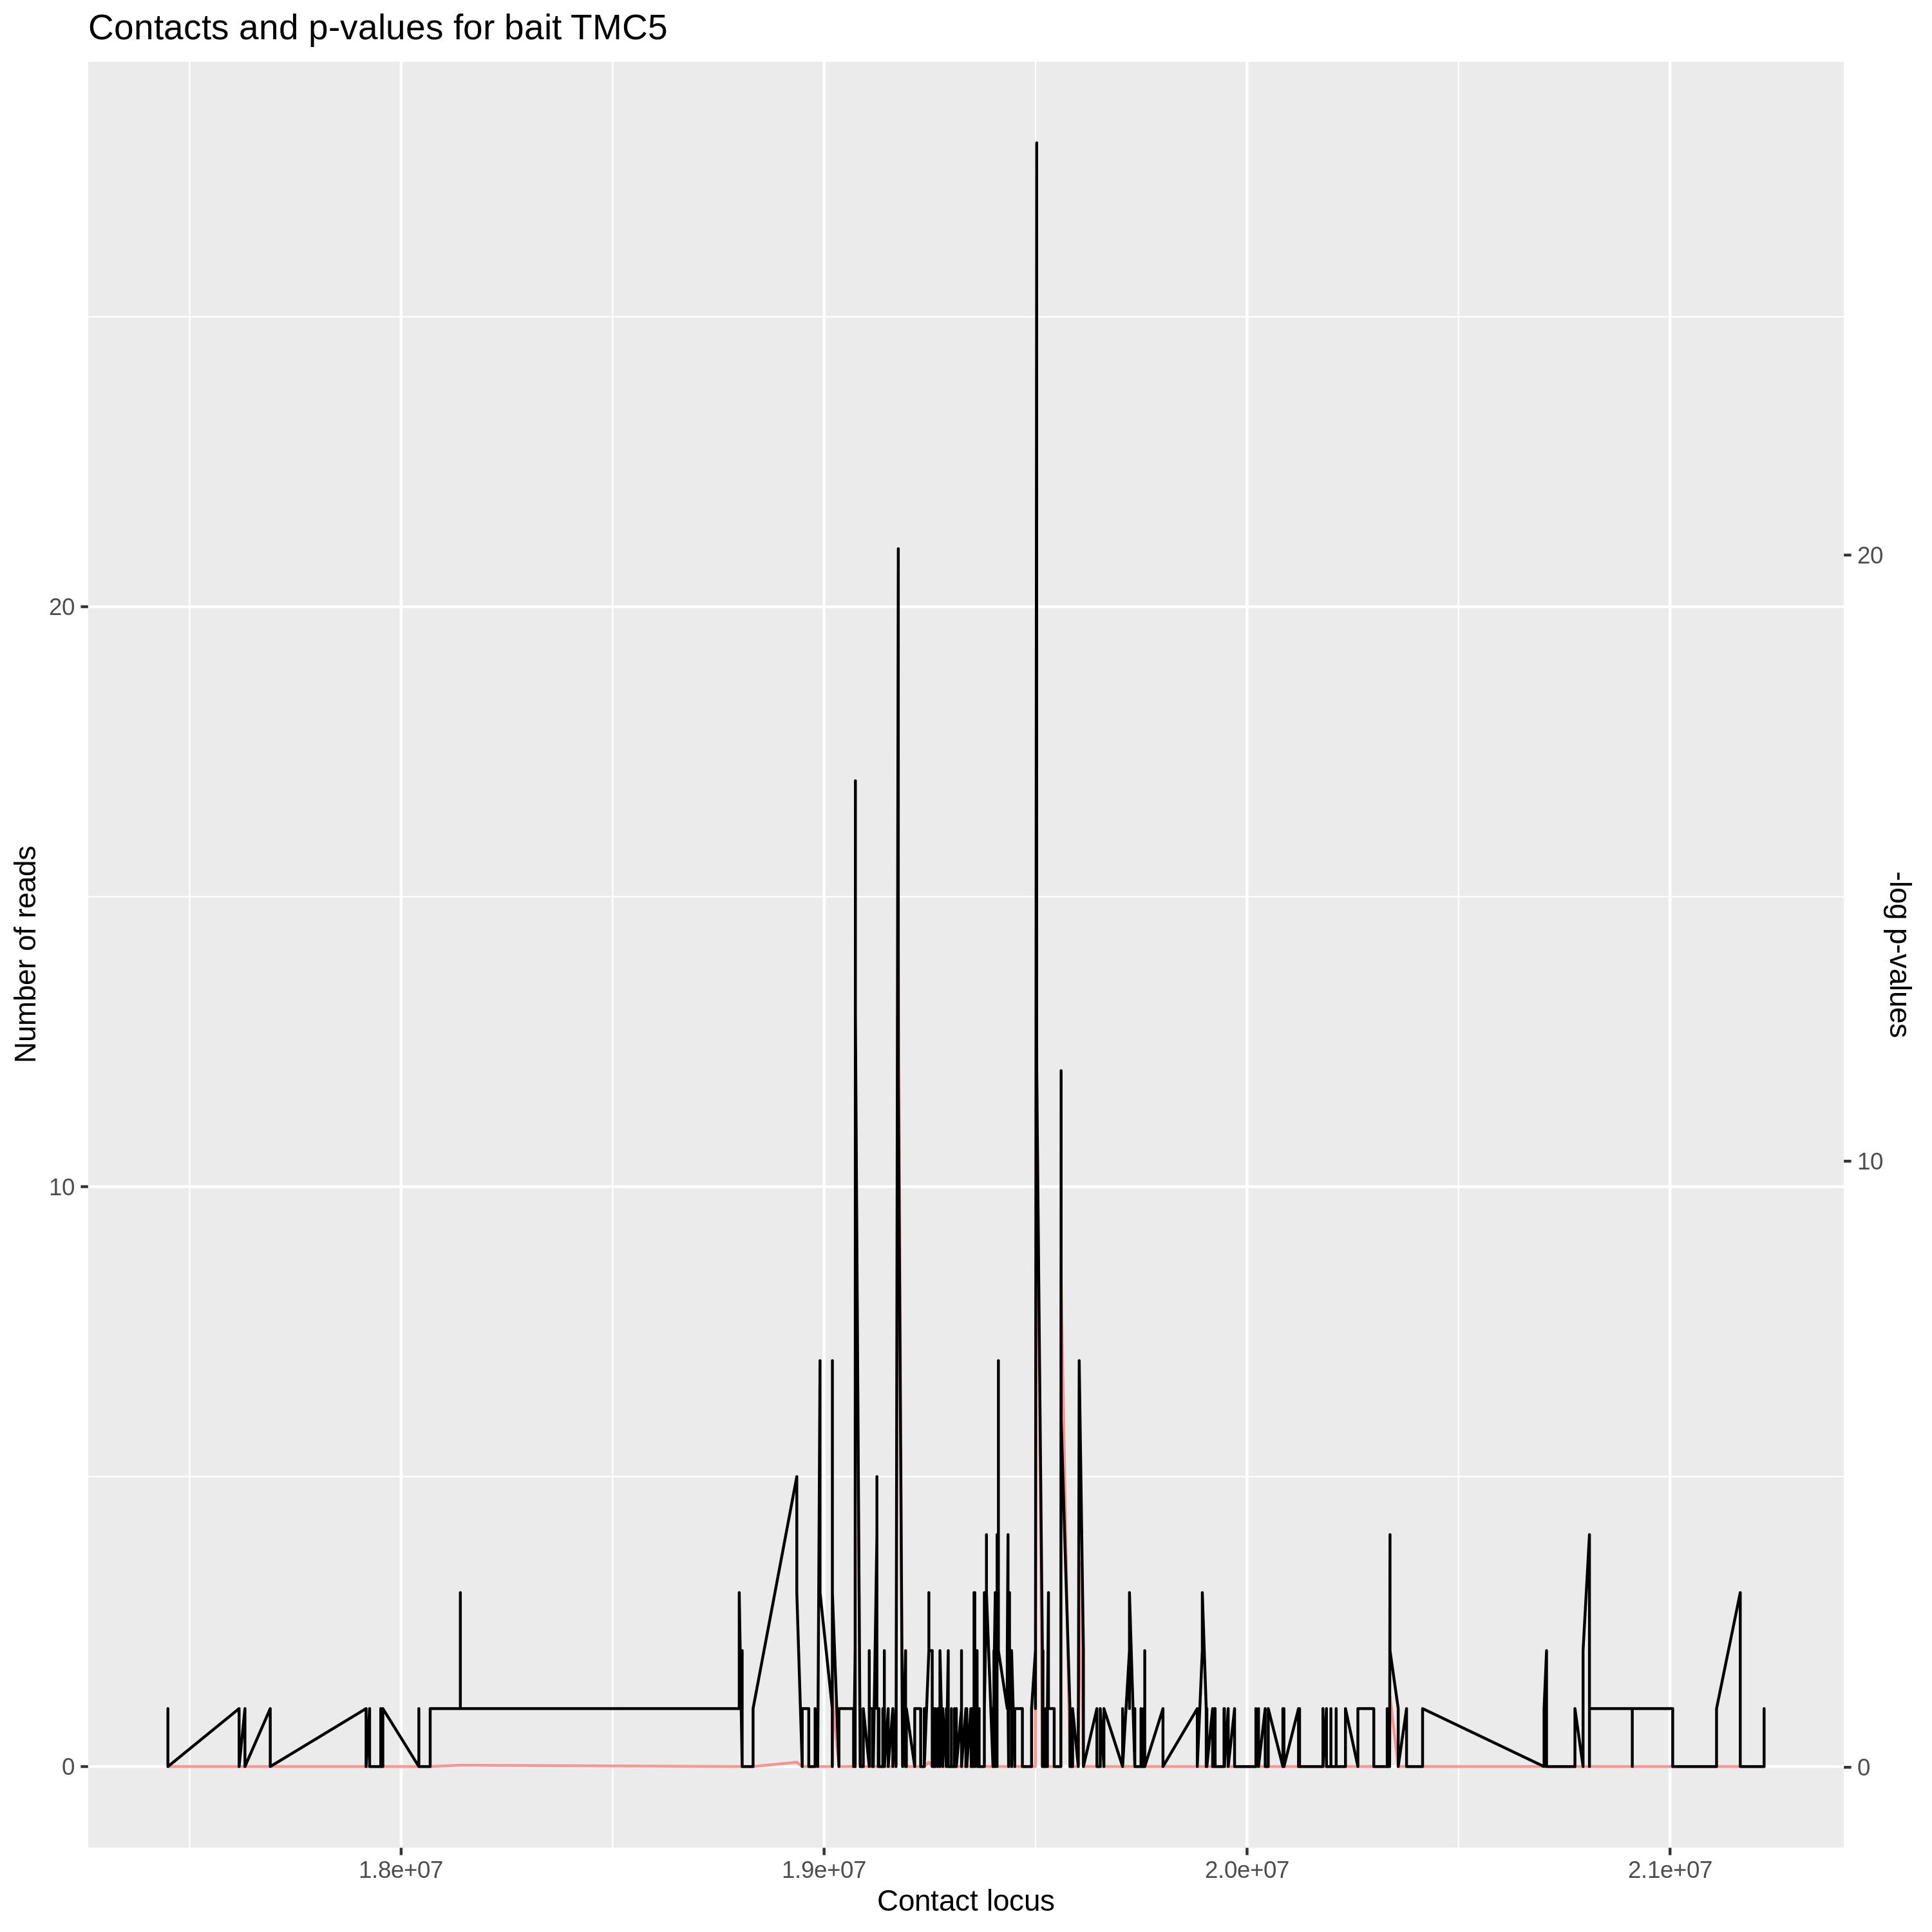 Contacts and p-values for bait TMC5
20
10
0
Number of reads
20
10
0
-log p-values
1.8e+07
1.9e+07
2.0e+07
2.1e+07
Contact locus